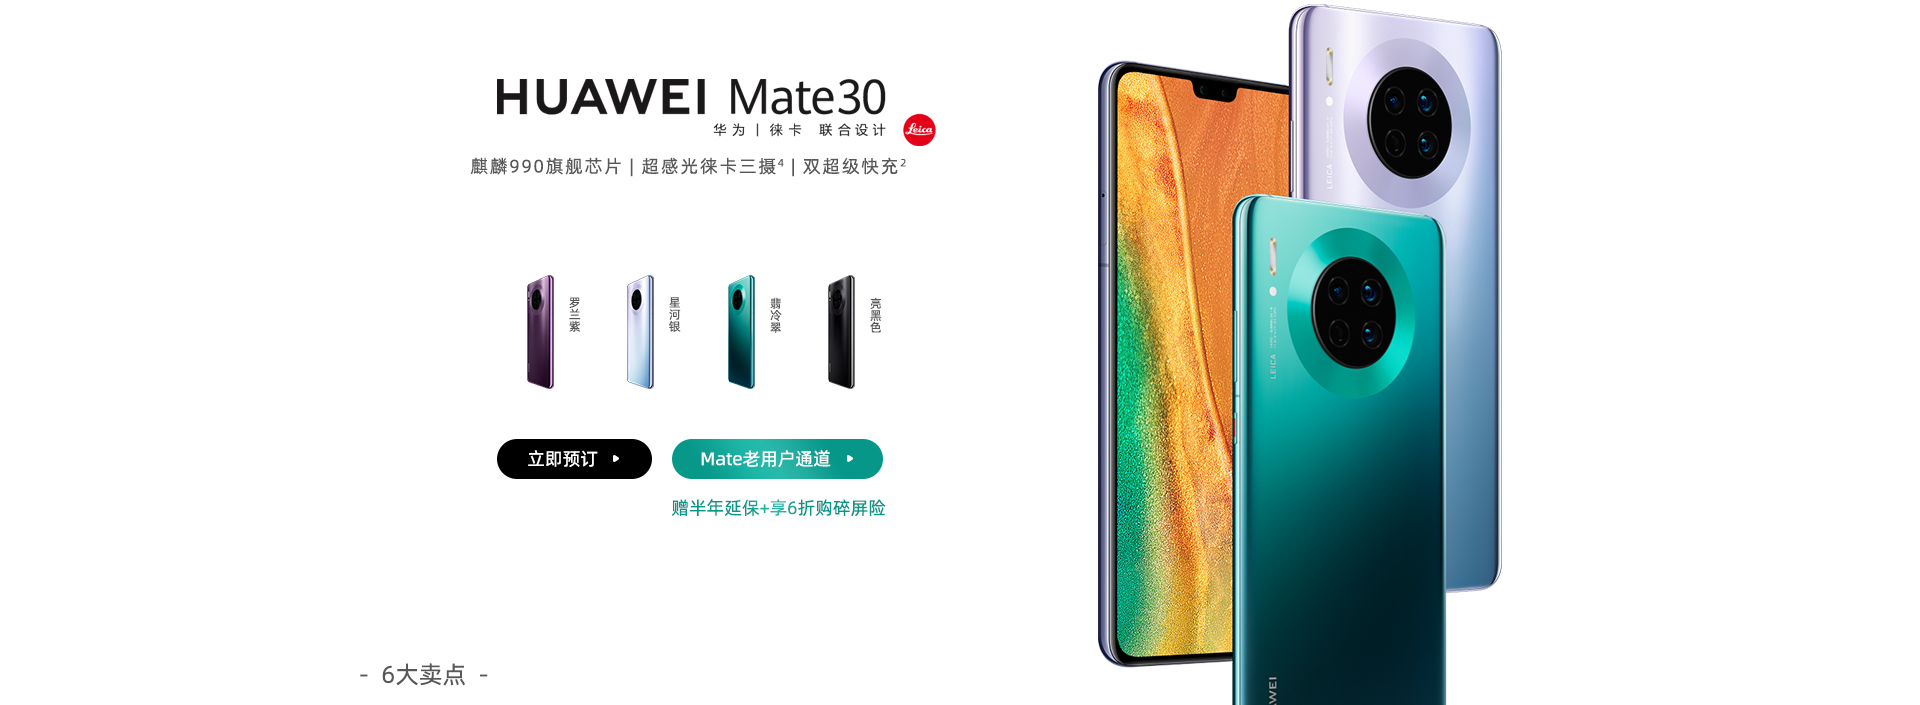 HUAWEI Mate30
华为 | 徕卡 联合设计
Leica
麒麟990旗舰芯片 | 超感光徕卡三摄4 | 双超级快充2
罗兰紫
星河银
翡冷翠
亮黑色
立即预订
Mate老用户通道
赠半年延保+享6折购碎屏险
- 6大卖点 -
LEICA
LEICA
AWEI